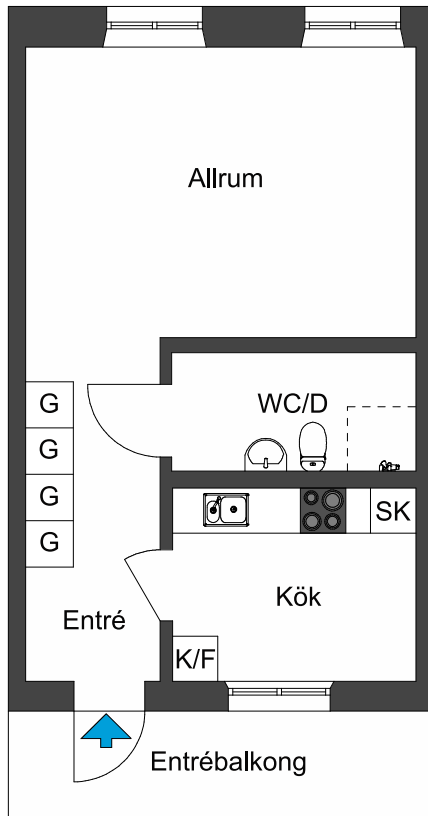 Allrum
G
WC/D
G
G
SK
G
Kök
Entré
K/F
Entrébalkong